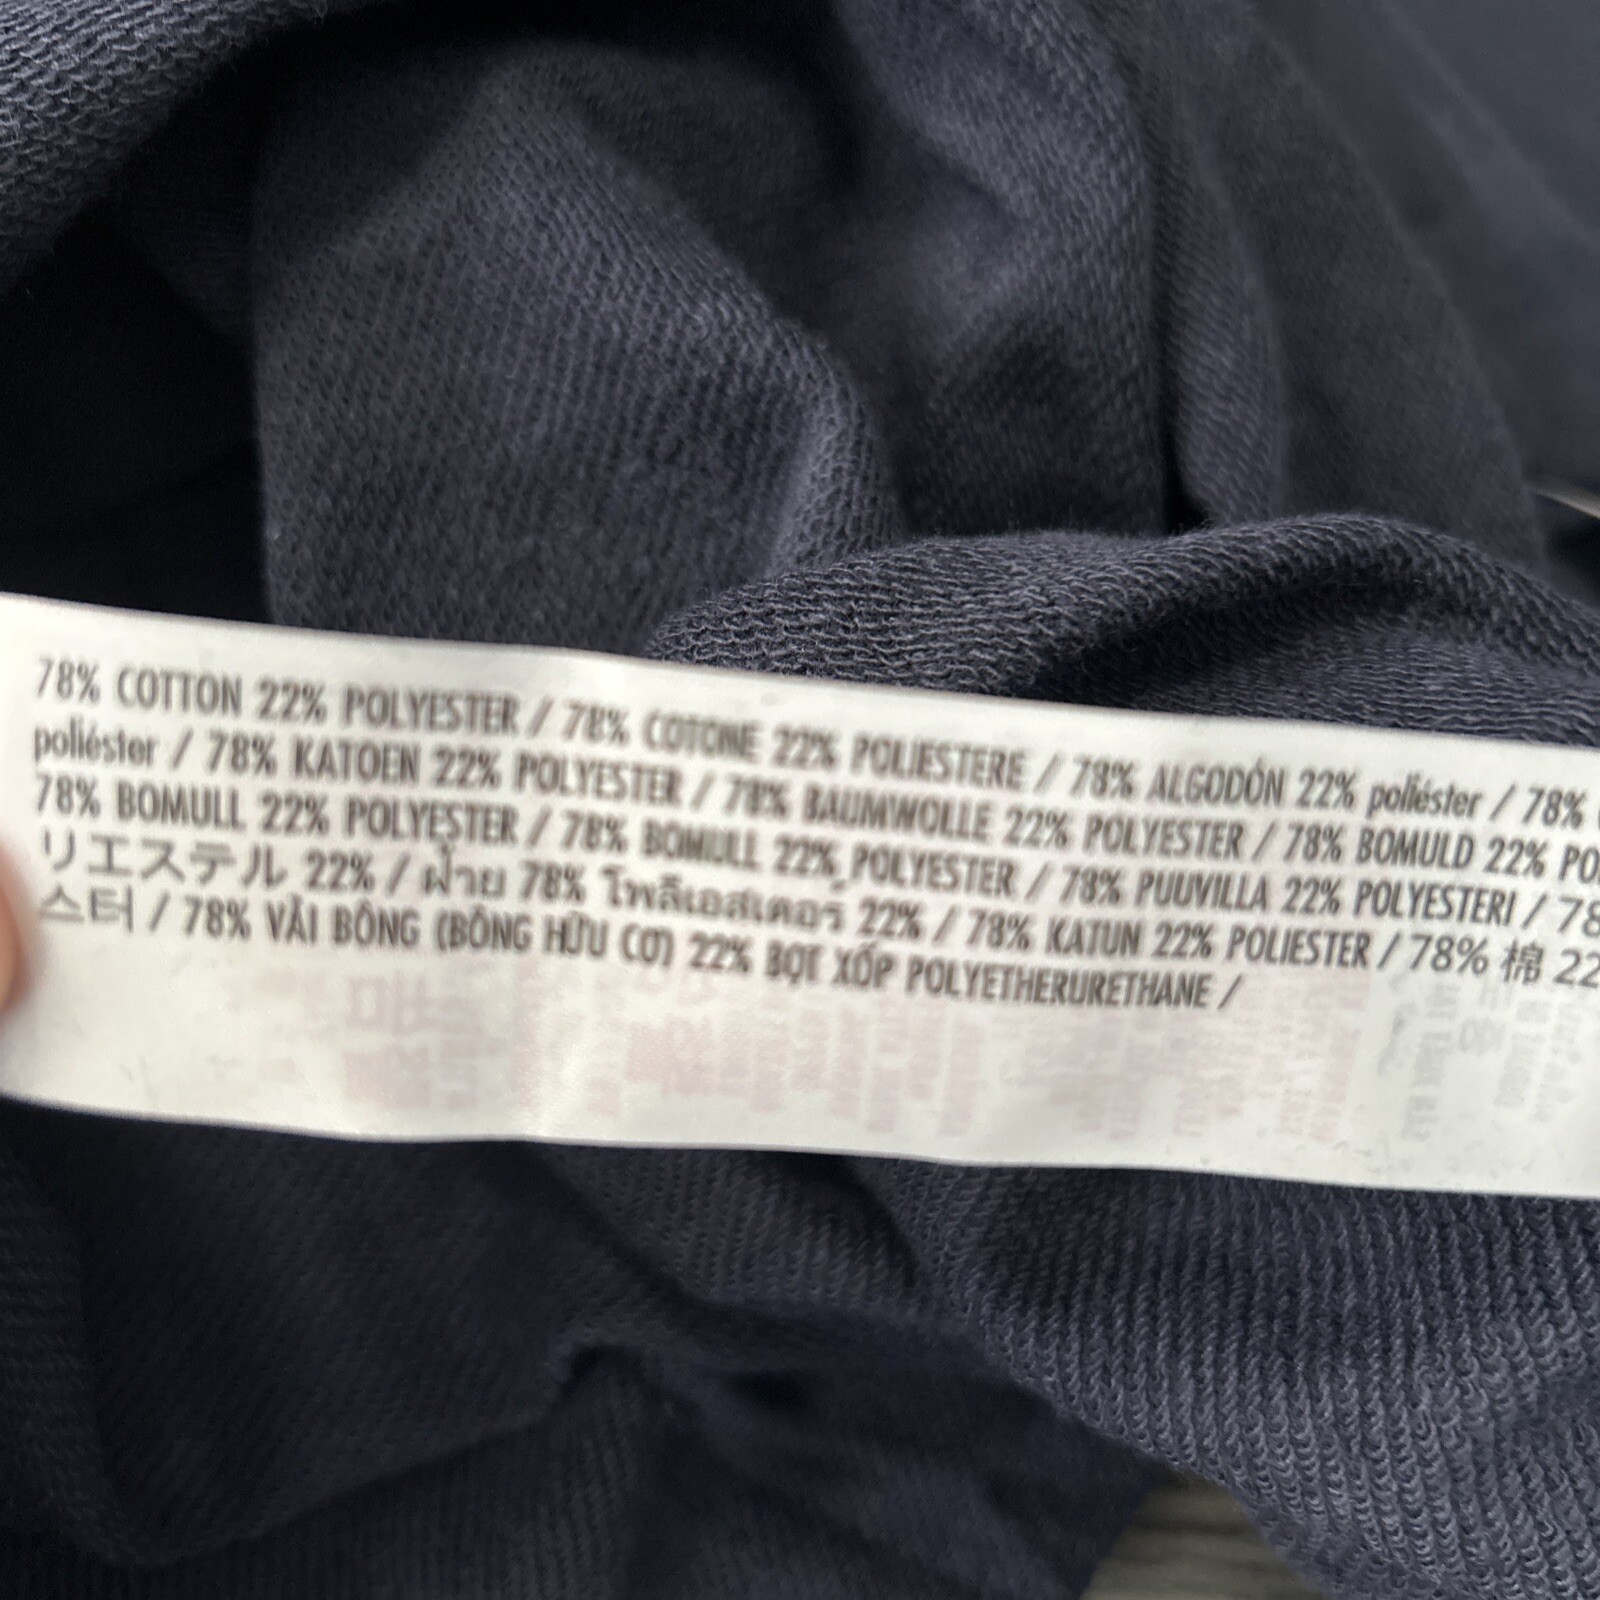 78% COTTON 22% POLYESTER / 78% COTONE 22% POLIESTERE / 78% ALGODÓN 22% poliéster / 78%
poliéster / 78% KATOEN 22% POLYESTER / 78% BAUMWOLLE 22% POLYESTER / 78% BOMULD 22%
78% BOMULL 22% POLYESTER / 78% BOMULL 22% POLYESTER / 78% PUUVILLA 22% POLYESTERI / 78
リエステル 22% / ฝ้าย 78% โพลีเอสเตอร์ 22% / 78% KATUN 22% POLIESTER / 78% 棉 22
스터 / 78% VẢI BÔNG (BÔNG HỮU CƠ) 22% BỌT XỐP POLYETHERURETHANE /